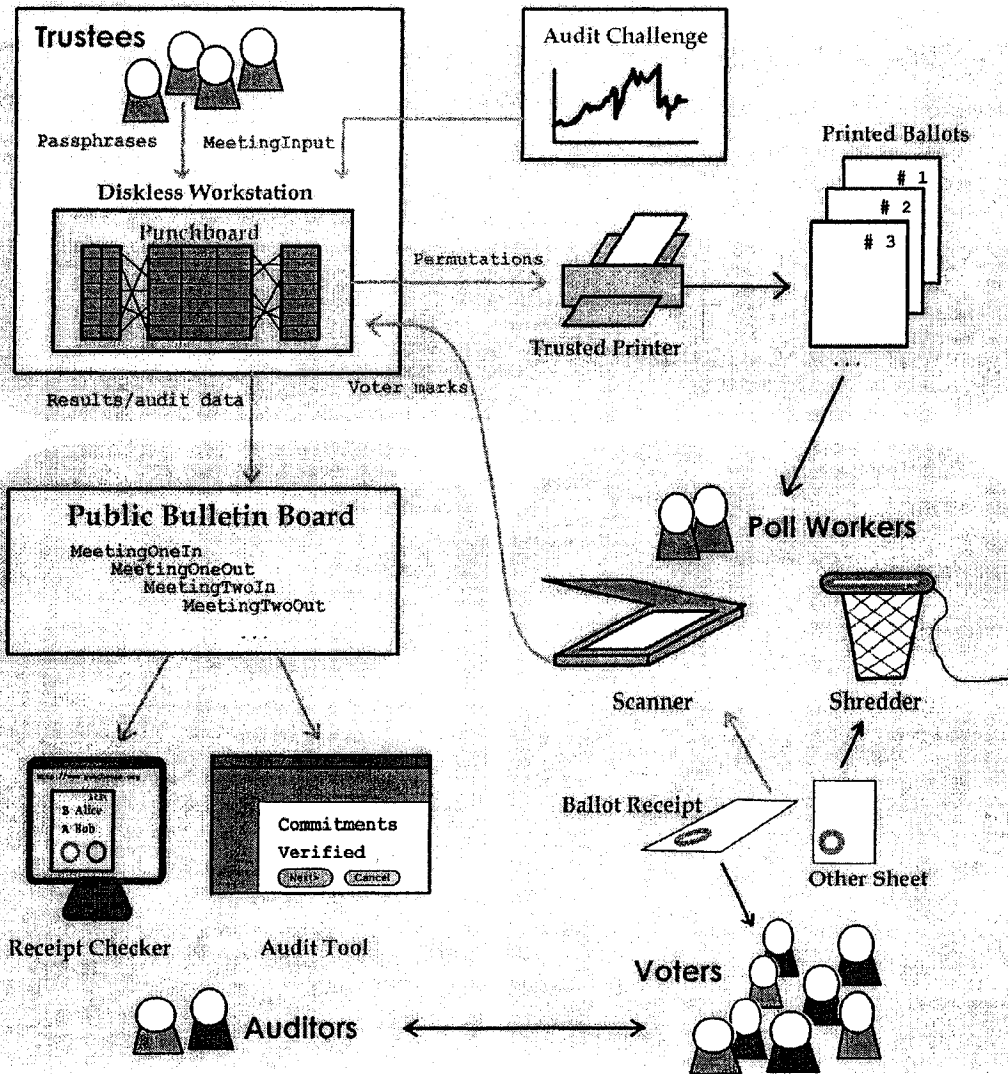 Trustees
Audit Challenge
Passphrases
MeetingInput
Printed Ballots
# 1
# 2
# 3
...
Diskless Workstation
Punchboard
Permutations
Trusted Printer
Voter marks
Results/audit data
Public Bulletin Board
MeetingOneIn
MeetingOneOut
MeetingTwoIn
MeetingTwoOut
...
Poll Workers
Scanner
Shredder
B Alice
A Bob
Commitments
Verified
Next>
Cancel
Ballot Receipt
Other Sheet
Receipt Checker
Audit Tool
Voters
Auditors